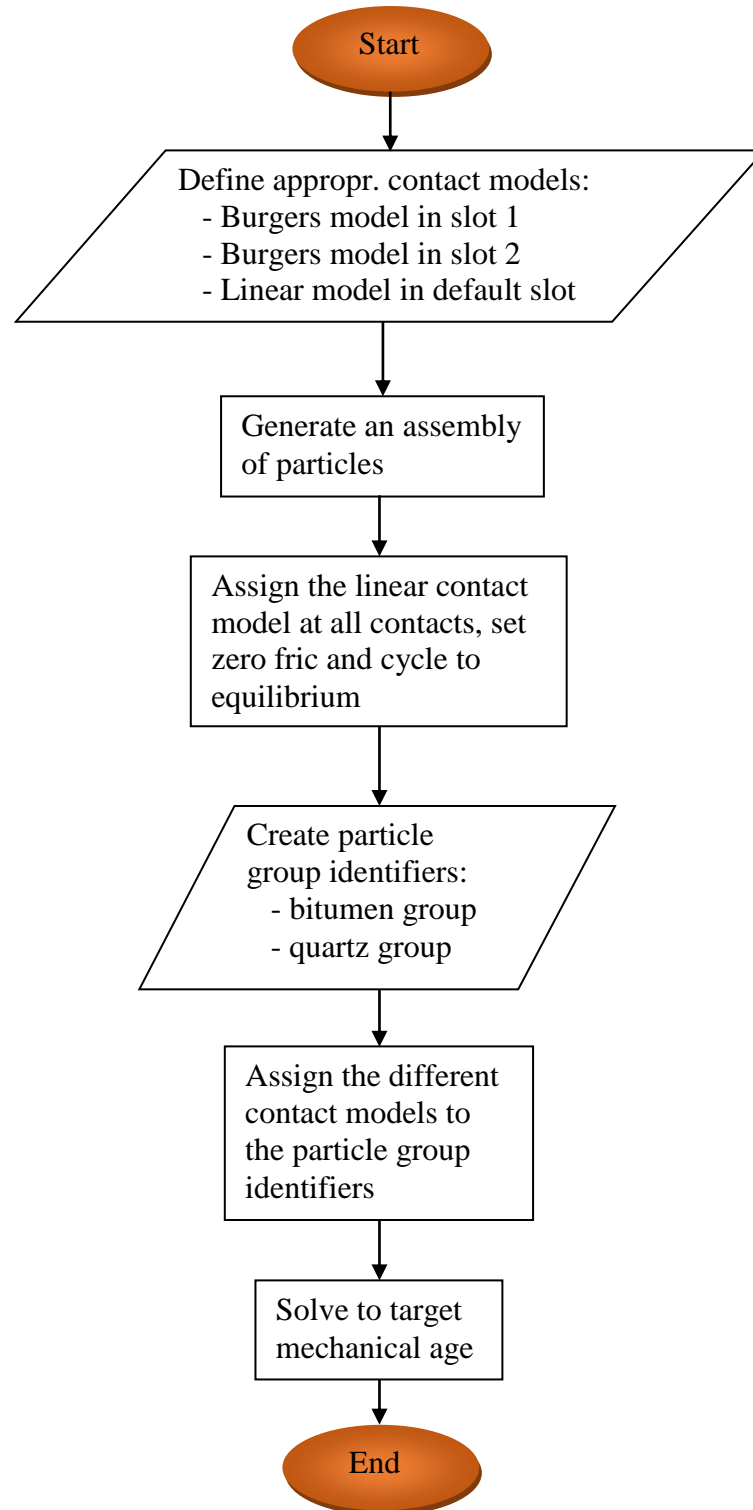 Start
Define appropr. contact models:
- Burgers model in slot 1
- Burgers model in slot 2
- Linear model in default slot
Generate an assembly
of particles
Assign the linear contact
model at all contacts, set
zero fric and cycle to
equilibrium
Create particle
group identifiers:
- bitumen group
- quartz group
Assign the different
contact models to
the particle group
identifiers
Solve to target
mechanical age
End